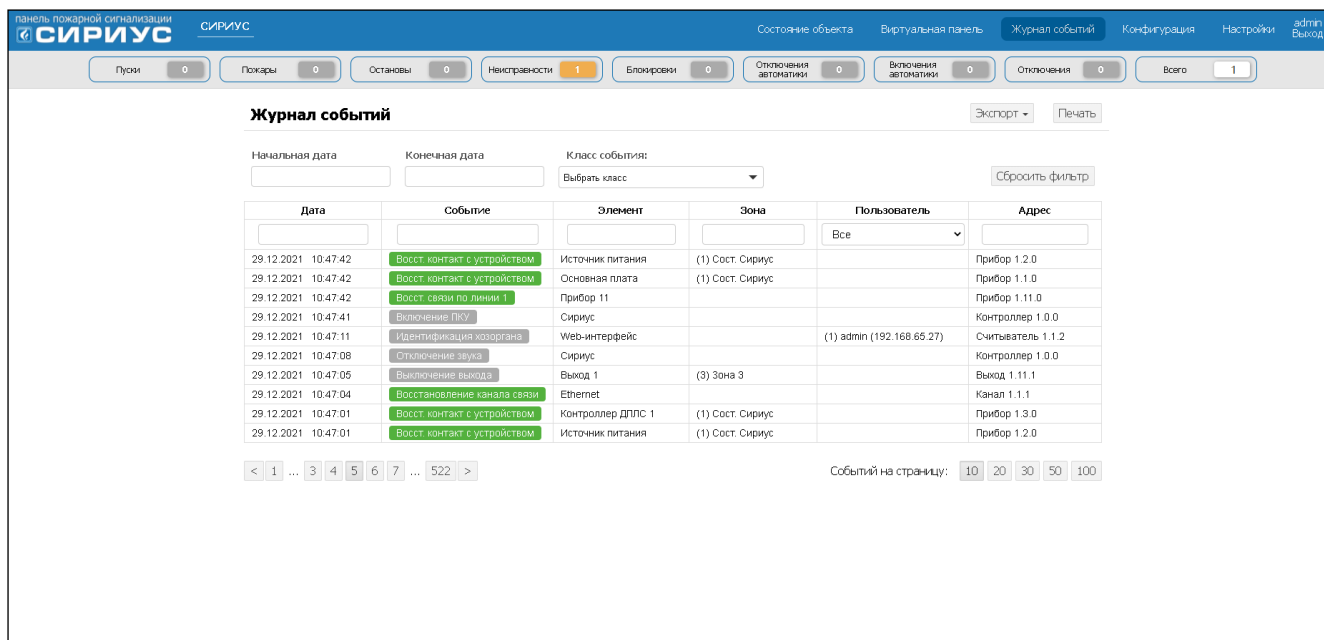 панель пожарной сигнализации
СИРИУС
СИРИУС Состояние объекта Виртуальная панель Журнал событий Конфигурация Настройки admin
Выход
Пуски 0 Пожары 0 Остановы 0 Неисправности 1 Блокировки 0 Отключения автоматики 0 Включения автоматики 0 Отключения 0 Всего 1
Журнал событий Экспорт Печать
Начальная дата Конечная дата Класс события:
Выбрать класс Сбросить фильтр
Дата Событие Элемент Зона Пользователь Адрес
Все
29.12.2021 10:47:42 Восст. контакт с устройством Источник питания (1) Сост. Сириус Прибор 1.2.0
29.12.2021 10:47:42 Восст. контакт с устройством Основная плата (1) Сост. Сириус Прибор 1.1.0
29.12.2021 10:47:42 Восст. связи по линии 1 Прибор 11 Прибор 1.11.0
29.12.2021 10:47:41 Включение ПКУ Сириус Контроллер 1.0.0
29.12.2021 10:47:11 Идентификация хозоргана Web-интерфейс (1) admin (192.168.65.27) Считыватель 1.1.2
29.12.2021 10:47:08 Отключение звука Сириус Контроллер 1.0.0
29.12.2021 10:47:05 Выключение выхода Выход 1 (3) Зона 3 Выход 1.11.1
29.12.2021 10:47:04 Восстановление канала связи Ethernet Канал 1.1.1
29.12.2021 10:47:01 Восст. контакт с устройством Контроллер ДПЛС 1 (1) Сост. Сириус Прибор 1.3.0
29.12.2021 10:47:01 Восст. контакт с устройством Источник питания (1) Сост. Сириус Прибор 1.2.0
< 1 ... 3 4 5 6 7 ... 522 > Событий на страницу: 10 20 30 50 100